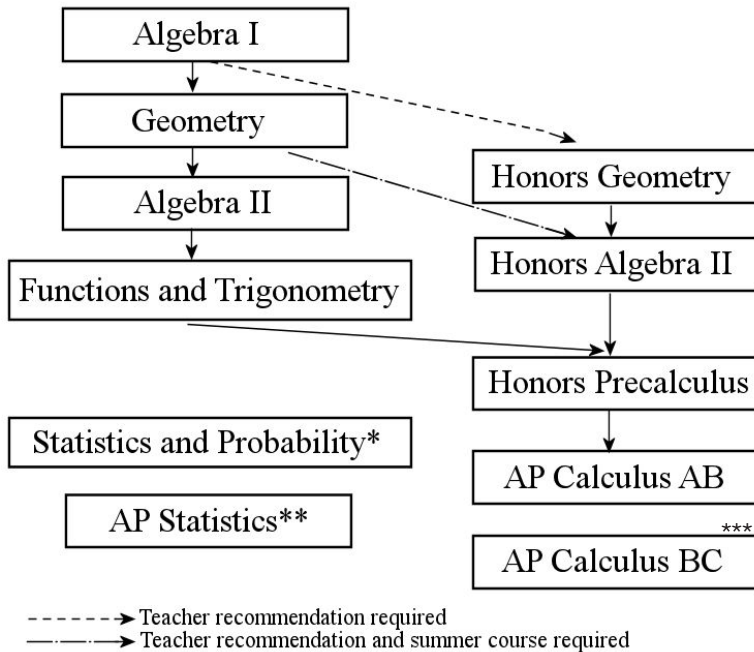 Algebra I
Geometry
Algebra II
Functions and Trigonometry
Honors Geometry
Honors Algebra II
Honors Precalculus
Statistics and Probability*
AP Statistics**
AP Calculus AB
***
AP Calculus BC
Teacher recommendation required
Teacher recommendation and summer course required